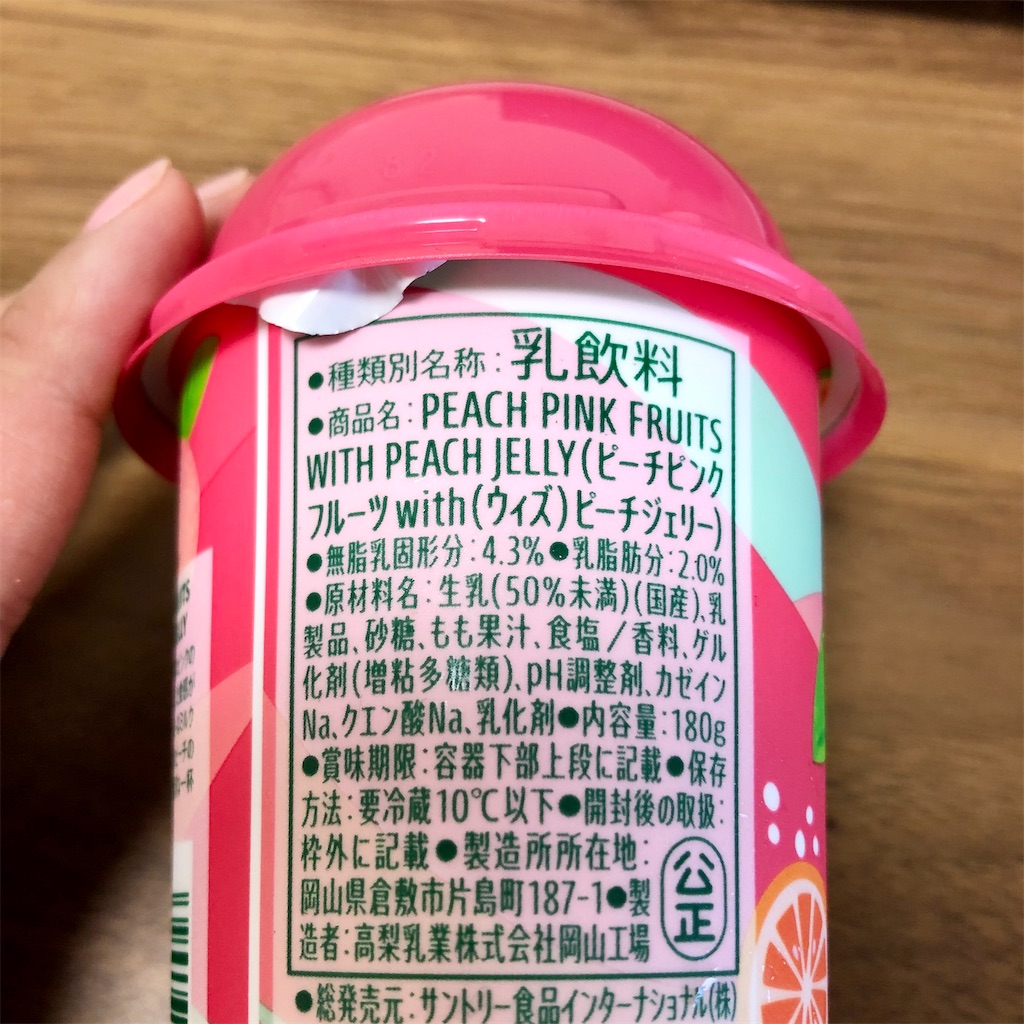 ●種類別名称:乳飲料
●商品名:PEACH PINK FRUITS
WITH PEACH JELLY(ピーチピンク
フルーツwith(ウィズ)ピーチジェリー)
●無脂乳固形分:4.3%●乳脂肪分:2.0%
●原材料名:生乳(50%未満)(国産)、乳
製品、砂糖、もも果汁、食塩/香料、ゲル
化剤(増粘多糖類)、pH調整剤、カゼイン
Na、クエン酸Na、乳化剤●内容量:180g
●賞味期限:容器下部上段に記載●保存
方法:要冷蔵10℃以下●開封後の取扱:
枠外に記載●製造所所在地:
岡山県倉敷市片島町187-1●製
造者:高梨乳業株式会社岡山工場
公正
●総発売元:サントリー食品インターナショナル(株)